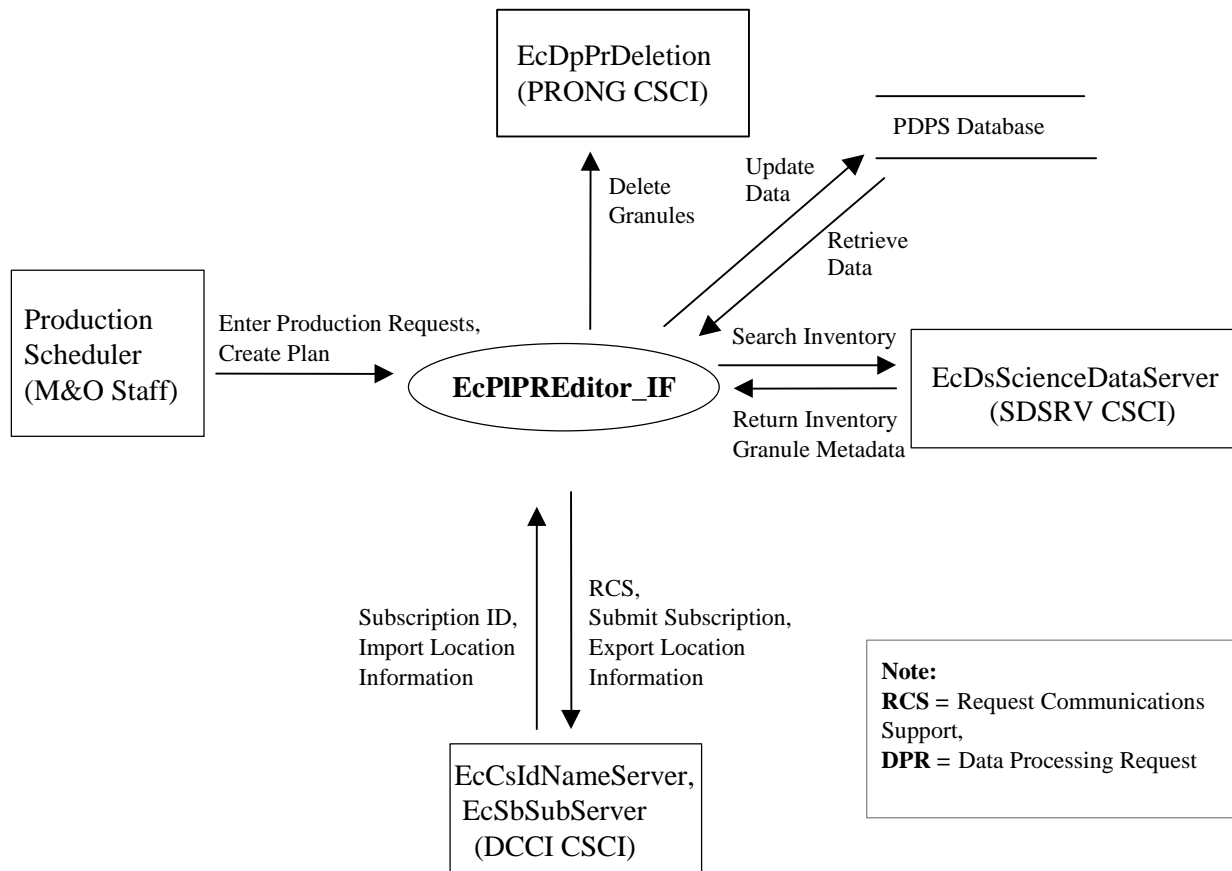 EcDpPrDeletion
(PRONG CSCI)
PDPS Database
Update
Data
Delete
Granules
Retrieve
Data
Production
Scheduler
(M&O Staff)
Enter Production Requests,
Create Plan
Search Inventory
EcPlPREditor_IF
EcDsScienceDataServer
(SDSRV CSCI)
Return Inventory
Granule Metadata
Subscription ID,
Import Location
Information
RCS,
Submit Subscription,
Export Location
Information
Note:
RCS = Request Communications
Support,
DPR = Data Processing Request
EcCsIdNameServer,
EcSbSubServer
(DCCI CSCI)